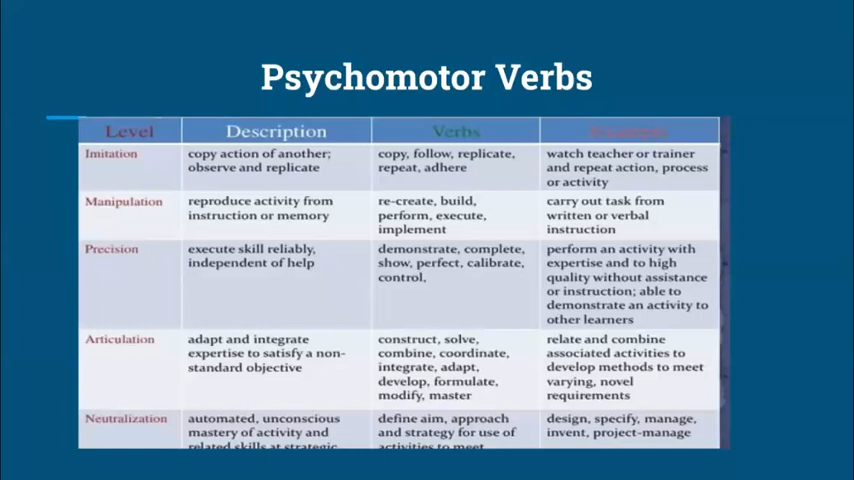 Psychomotor Verbs
Level Description Verbs
Imitation
copy action of another;
observe and replicate
copy, follow, replicate,
repeat, adhere
watch teacher or trainer
and repeat action, process
or activity
Manipulation
reproduce activity from
instruction or memory
re-create, build,
perform, execute,
implement
carry out task from
written or verbal
instruction
Precision
execute skill reliably,
independent of help
demonstrate, complete,
show, perfect, calibrate,
control,
perform an activity with
expertise and to high
quality without assistance
or instruction; able to
demonstrate an activity to
other learners
Articulation
adapt and integrate
expertise to satisfy a non-
standard objective
construct, solve,
combine, coordinate,
integrate, adapt,
develop, formulate,
modify, master
relate and combine
associated activities to
develop methods to meet
varying, novel
requirements
Neutralization
automated, unconscious
mastery of activity and
related skills at strategic
define aim, approach
and strategy for use of
activities to meet
design, specify, manage,
invent, project-manage